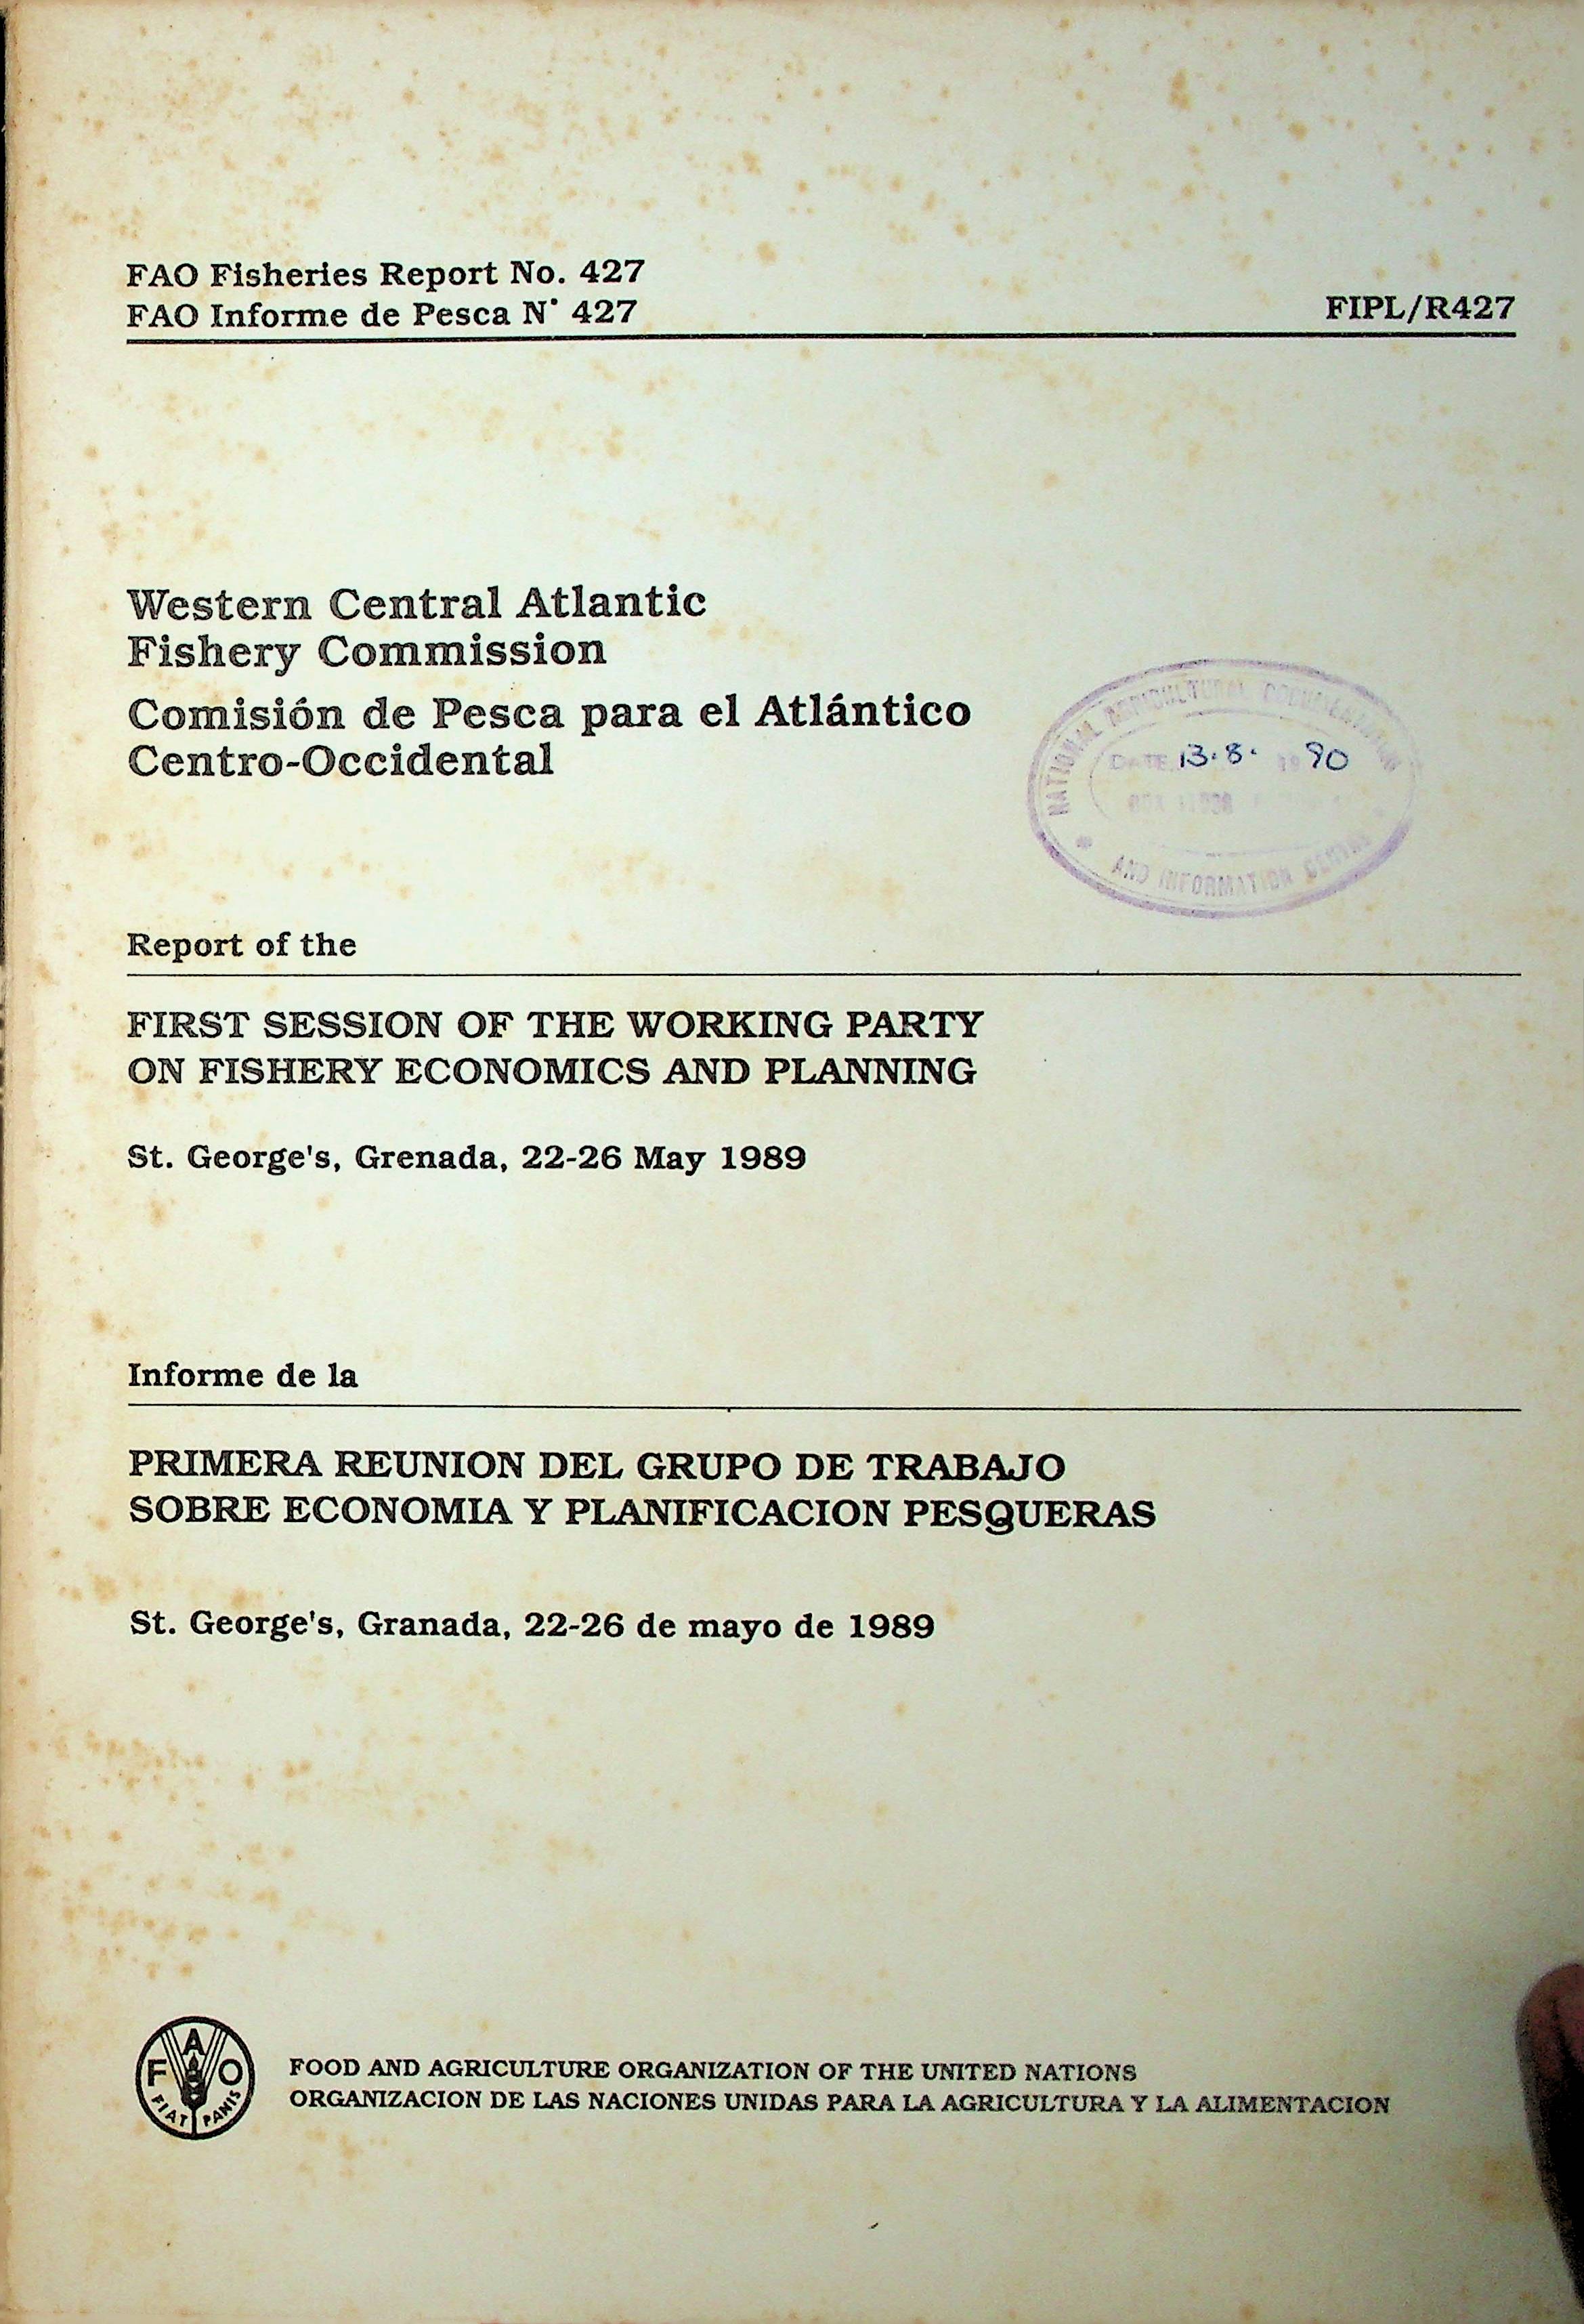 FAO Fisheries Report No. 427
FAO Informe de Pesca N° 427
FIPL/R427
Western Central Atlantic
Fishery Commission
Comisión de Pesca para el Atlántico
Centro-Occidental
NATIONAL AGRICULTURAL DOCUMENTATION
DATE 13.8. 1990
BOX
AND INFORMATION CENTRE
Report of the
FIRST SESSION OF THE WORKING PARTY
ON FISHERY ECONOMICS AND PLANNING
St. George's, Grenada, 22-26 May 1989
Informe de la
PRIMERA REUNION DEL GRUPO DE TRABAJO
SOBRE ECONOMIA Y PLANIFICACION PESQUERAS
St. George's, Granada, 22-26 de mayo de 1989
FAO
FIAT PANIS
FOOD AND AGRICULTURE ORGANIZATION OF THE UNITED NATIONS
ORGANIZACION DE LAS NACIONES UNIDAS PARA LA AGRICULTURA Y LA ALIMENTACION